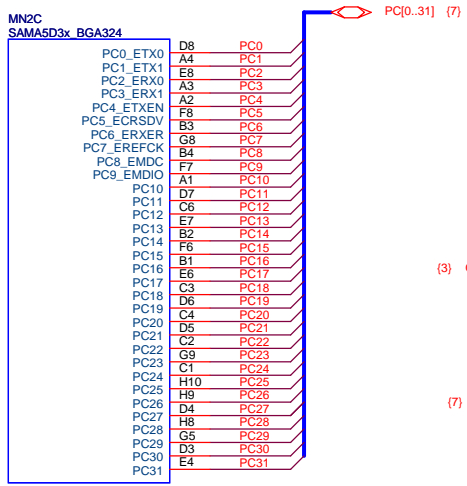 PC[0..31] {7}
MN2C
SAMA5D3x_BGA324
PC0_ETX0 D8 PC0
PC1_ETX1 A4 PC1
PC2_ERX0 E8 PC2
PC3_ERX1 A3 PC3
PC4_ETXEN A2 PC4
PC5_ECRSDV F8 PC5
PC6_ERXER B3 PC6
PC7_EREFCK G8 PC7
PC8_EMDC B4 PC8
PC9_EMDIO F7 PC9
PC10 A1 PC10
PC11 D7 PC11
PC12 C6 PC12
PC13 E7 PC13
PC14 B2 PC14
PC15 F6 PC15
PC16 B1 PC16
PC17 E6 PC17
PC18 C3 PC18
PC19 D6 PC19
PC20 C4 PC20
PC21 D5 PC21
PC22 C2 PC22
PC23 G9 PC23
PC24 C1 PC24
PC25 H10 PC25
PC26 H9 PC26
PC27 D4 PC27
PC28 H8 PC28
PC29 G5 PC29
PC30 D3 PC30
PC31 E4 PC31
{3}
{7}